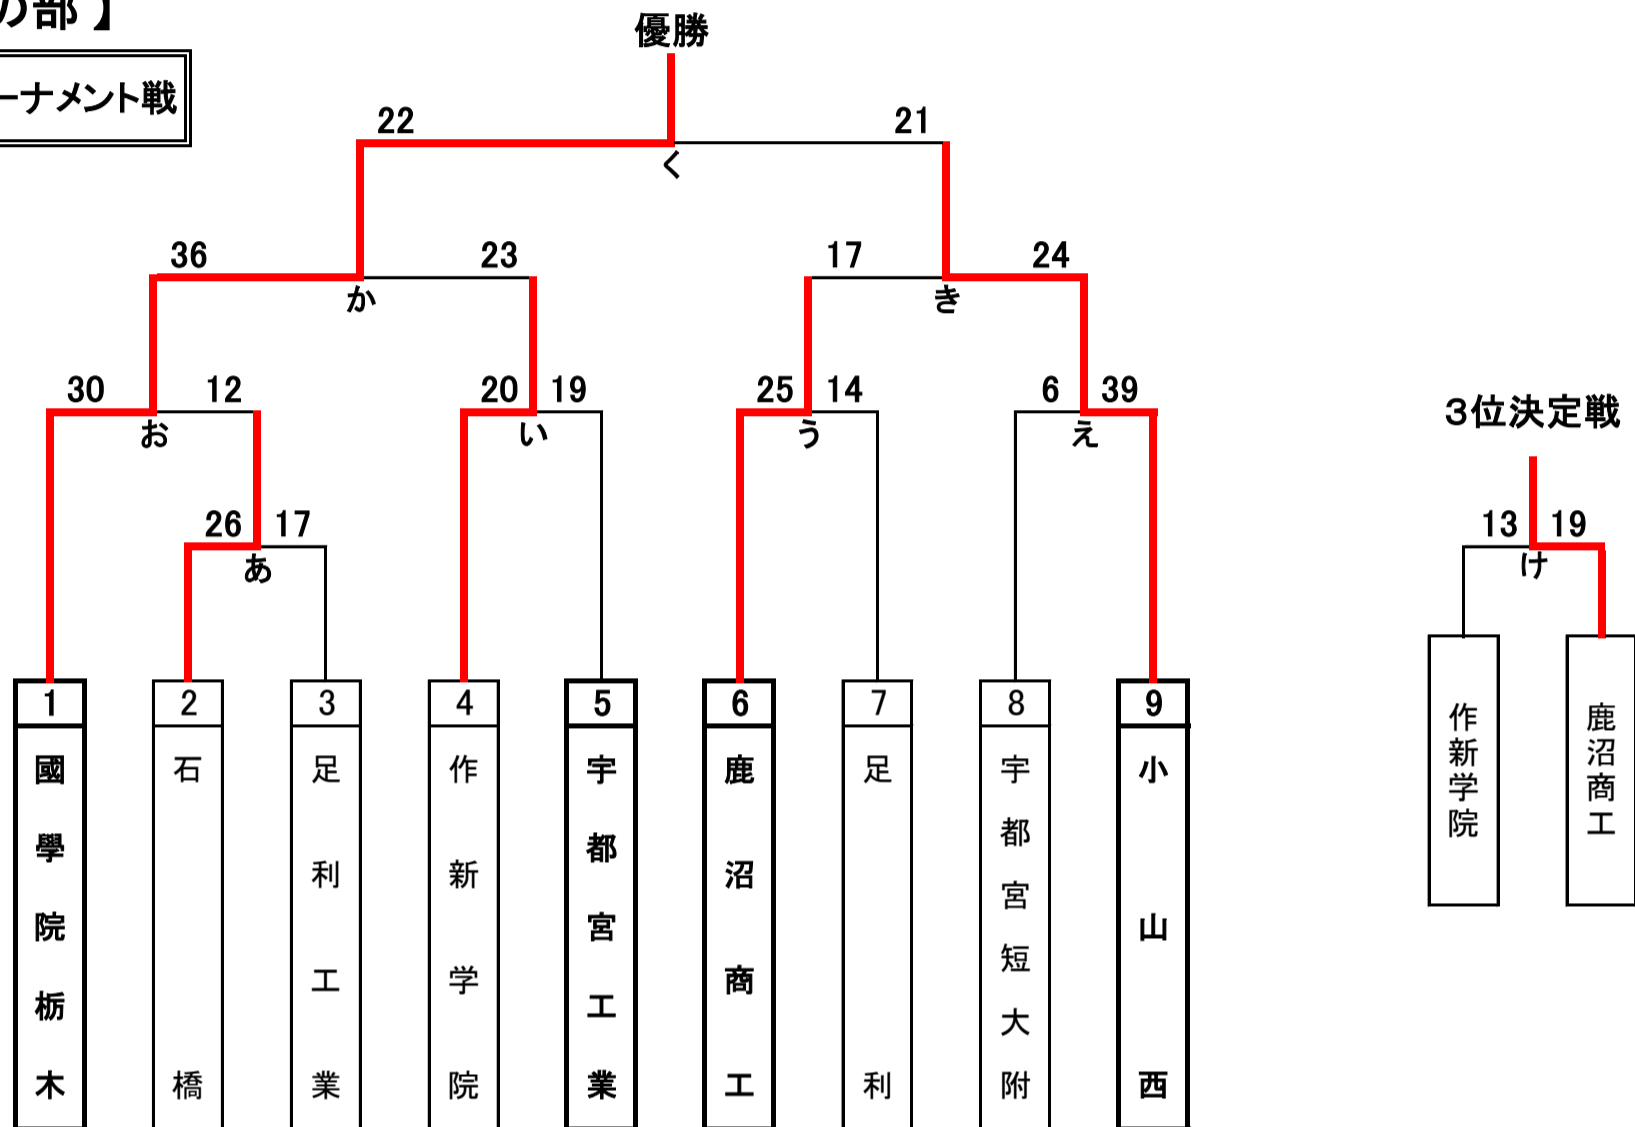 の部 】
ーナメント戦
優勝
22 21
く
36 23 17 24
か き
30 12 20 19 25 14 6 39
お い う え
3位決定戦
26 17
あ
13 19
け
1 2 3 4 5 6 7 8 9
國學院栃木
石橋
足利工業
作新学院
宇都宮工業
鹿沼商工
足利
宇都宮短大附
小山西
作新学院
鹿沼商工